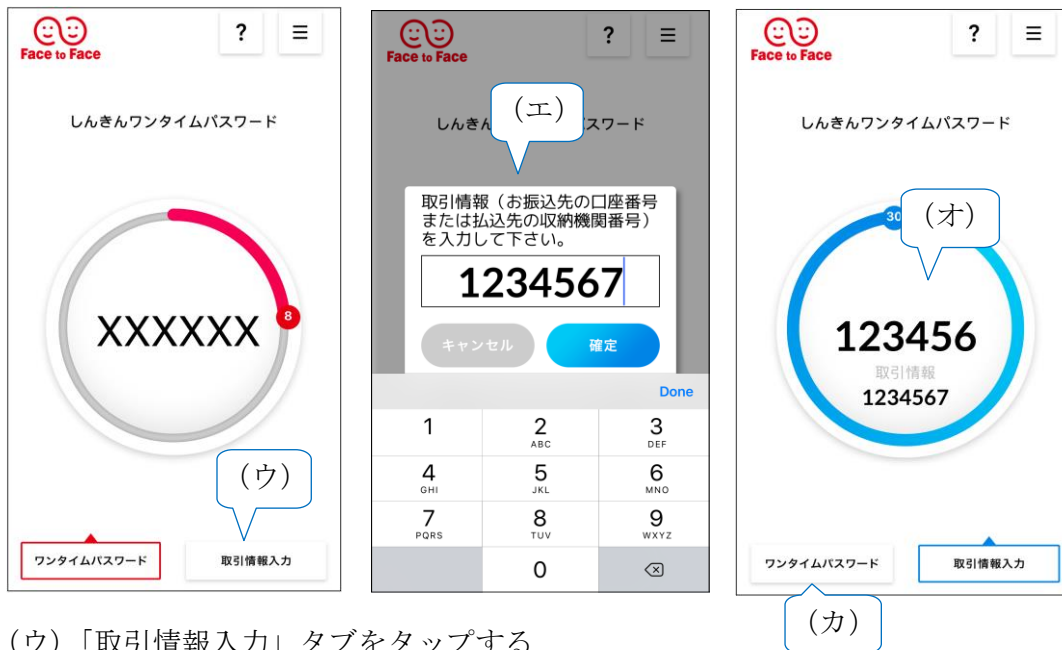 Face to Face
?
≡
しんきんワンタイムパスワード
XXXXXX
8
(ウ)
ワンタイムパスワード
取引情報入力
Face to Face
?
≡
(エ)
しんき
スワード
取引情報(お振込先の口座番号
または払込先の収納機関番号)
を入力して下さい。
1234567
キャンセル
確定
Done
1
2
ABC
3
DEF
4
GHI
5
JKL
6
MNO
7
PQRS
8
TUV
9
WXYZ
0
Face to Face
?
≡
しんきんワンタイムパスワード
30
(オ)
123456
取引情報
1234567
ワンタイムパスワード
取引情報入力
(カ)
(ウ)「取引情報入力」タブをタップする